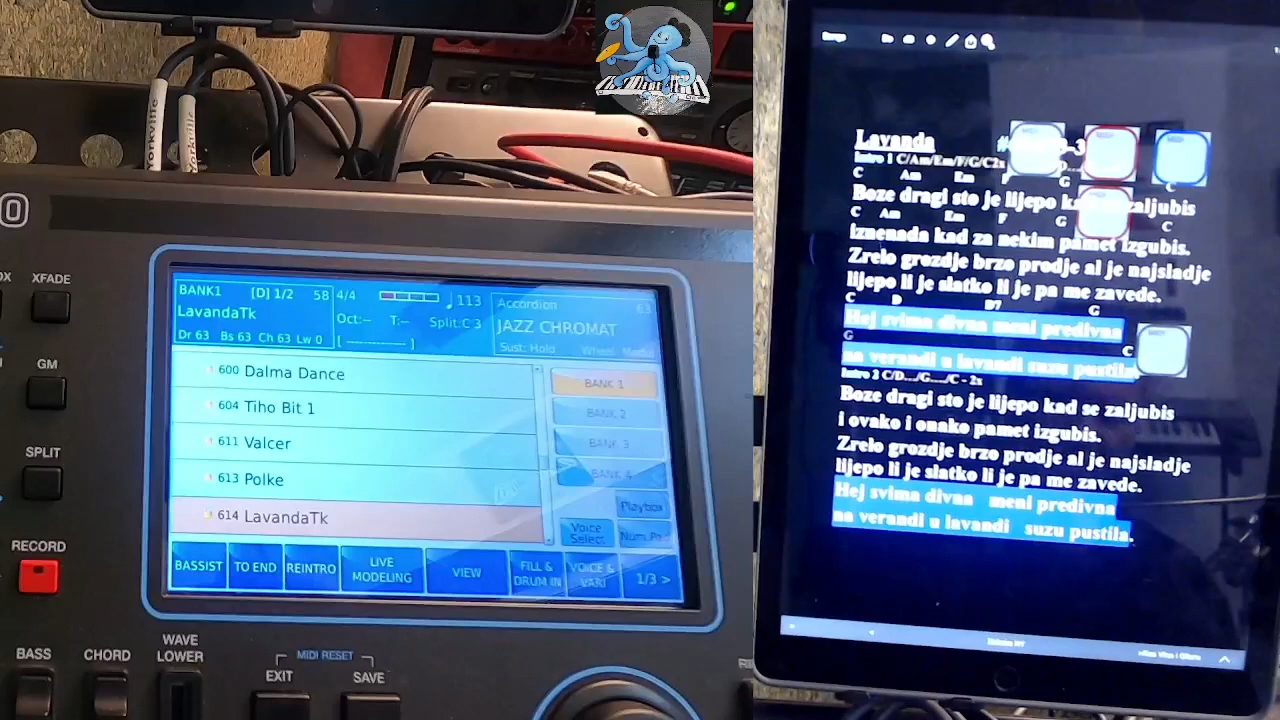 Yorkville
Yorkville
O
XFADE
GM
SPLIT
RECORD
BASS
CHORD
WAVE
LOWER
MIDI RESET
EXIT
SAVE
BANK1
[D] 1/2
58
4/4
113
LavandaTk
Oct:--
T:--
Split:C 3
Dr 63 Bs 63 Ch 63 Lw 0
Accordion
63
JAZZ CHROMAT
Sust: Hold
600 Dalma Dance
604 Tiho Bit 1
611 Valcer
613 Polke
614 LavandaTk
BANK 1
BANK 2
BANK 3
BANK 4
Playbox
Voice
Select
BASSIST
TO END
REINTRO
LIVE
MODELING
VIEW
FILL &
DRUM IN
VOICE &
VARI
1/3 >
Lavanda
Intro 1 C/Am/Em/F/G/C2x
C Am Em F G C
Boze dragi sto je lijepo zaljubis
C Am Em F G C
iznenada kad za nekim pamet izgubis.
Zrelo grozdje brzo prodje al je najsladje
lijepo li je slatko li je pa me zavede.
C D D7 G
Hej svima divna meni predivna
G C
na verandi u lavandi suzu pustila.
Intro 2 C/D..../G..../C - 2x
Boze dragi sto je lijepo kad se zaljubis
i ovako i onako pamet izgubis.
Zrelo grozdje brzo prodje al je najsladje
lijepo li je slatko li je pa me zavede.
Hej svima divna meni predivna
na verandi u lavandi suzu pustila.